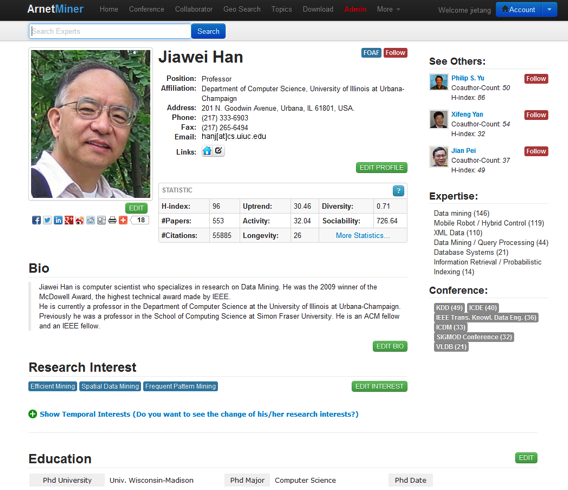 ArnetMiner Home Conference Collaborator Geo Search Topics Download Admin More Welcome jietang Account
Search Experts Search
Jiawei Han FOAF Follow
Position: Professor
Affiliation: Department of Computer Science, University of Illinois at Urbana-
Champaign
Address: 201 N. Goodwin Avenue, Urbana, IL 61801, USA.
Phone: (217) 333-6903
Fax: (217) 265-6494
Email: hanj[at]cs.uiuc.edu
Links:
EDIT PROFILE
EDIT
18
STATISTIC ?
H-index: 96 Uptrend: 30.46 Diversity: 0.71
#Papers: 553 Activity: 32.04 Sociability: 726.64
#Citations: 55885 Longevity: 26 More Statistics...
Bio
Jiawei Han is computer scientist who specializes in research on Data Mining. He was the 2009 winner of the
McDowell Award, the highest technical award made by IEEE.
He is currently a professor in the Department of Computer Science at the University of Illinois at Urbana-Champaign.
Previously he was a professor in the School of Computing Science at Simon Fraser University. He is an ACM fellow
and an IEEE fellow.
EDIT BIO
Research Interest
Efficient Mining Spatial Data Mining Frequent Pattern Mining EDIT INTEREST
Show Temporal Interests (Do you want to see the change of his/her research interests?)
Education EDIT
Phd University Univ. Wisconsin-Madison Phd Major Computer Science Phd Date
See Others:
Philip S. Yu Follow
Coauthor-Count: 50
H-index: 86
Xifeng Yan Follow
Coauthor-Count: 54
H-index: 32
Jian Pei Follow
Coauthor-Count: 37
H-index: 49
Expertise:
Data mining (146)
Mobile Robot / Hybrid Control (119)
XML Data (110)
Data Mining / Query Processing (44)
Database Systems (21)
Information Retrieval / Probabilistic
Indexing (14)
Conference:
KDD (49) ICDE (40)
IEEE Trans. Knowl. Data Eng. (36)
ICDM (33)
SIGMOD Conference (32)
VLDB (21)